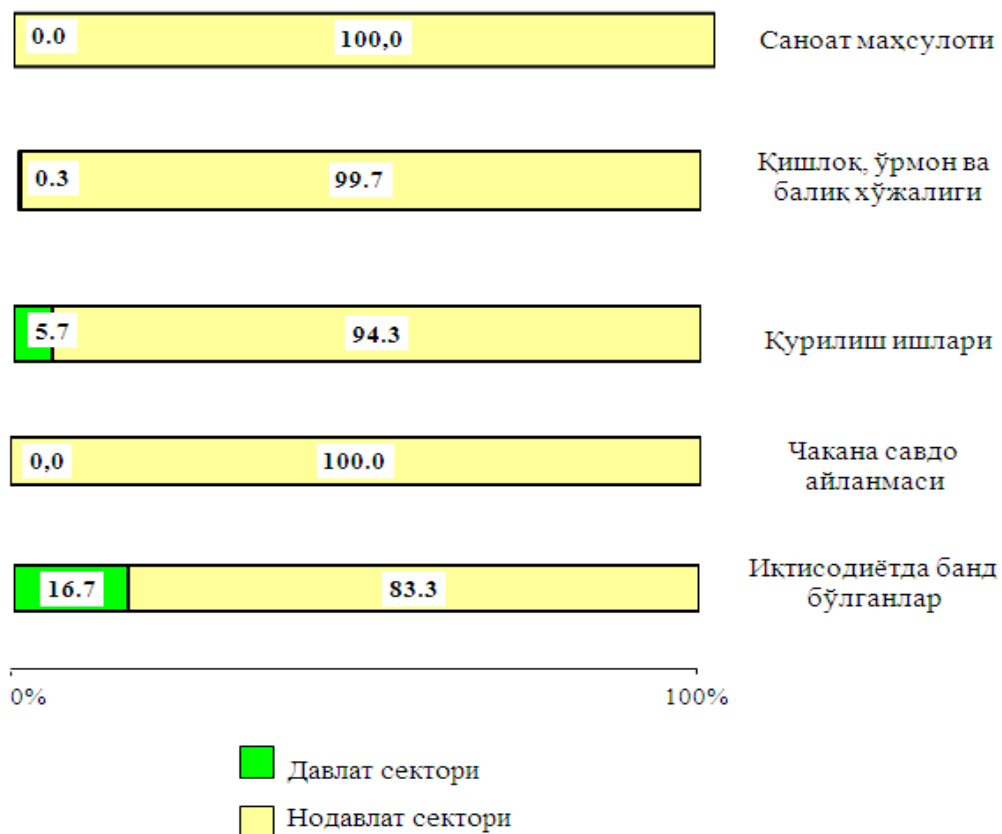 0.0 100,0 Саноат маҳсулоти
0.3 99.7 Қишлоқ, ўрмон ва
балиқ хўжалиги
5.7 94.3 Қурилиш ишлари
0,0 100.0 Чакана савдо
айланмаси
16.7 83.3 Иқтисодиётда банд
бўлганлар
0% 100%
Давлат сектори
Нодавлат сектори